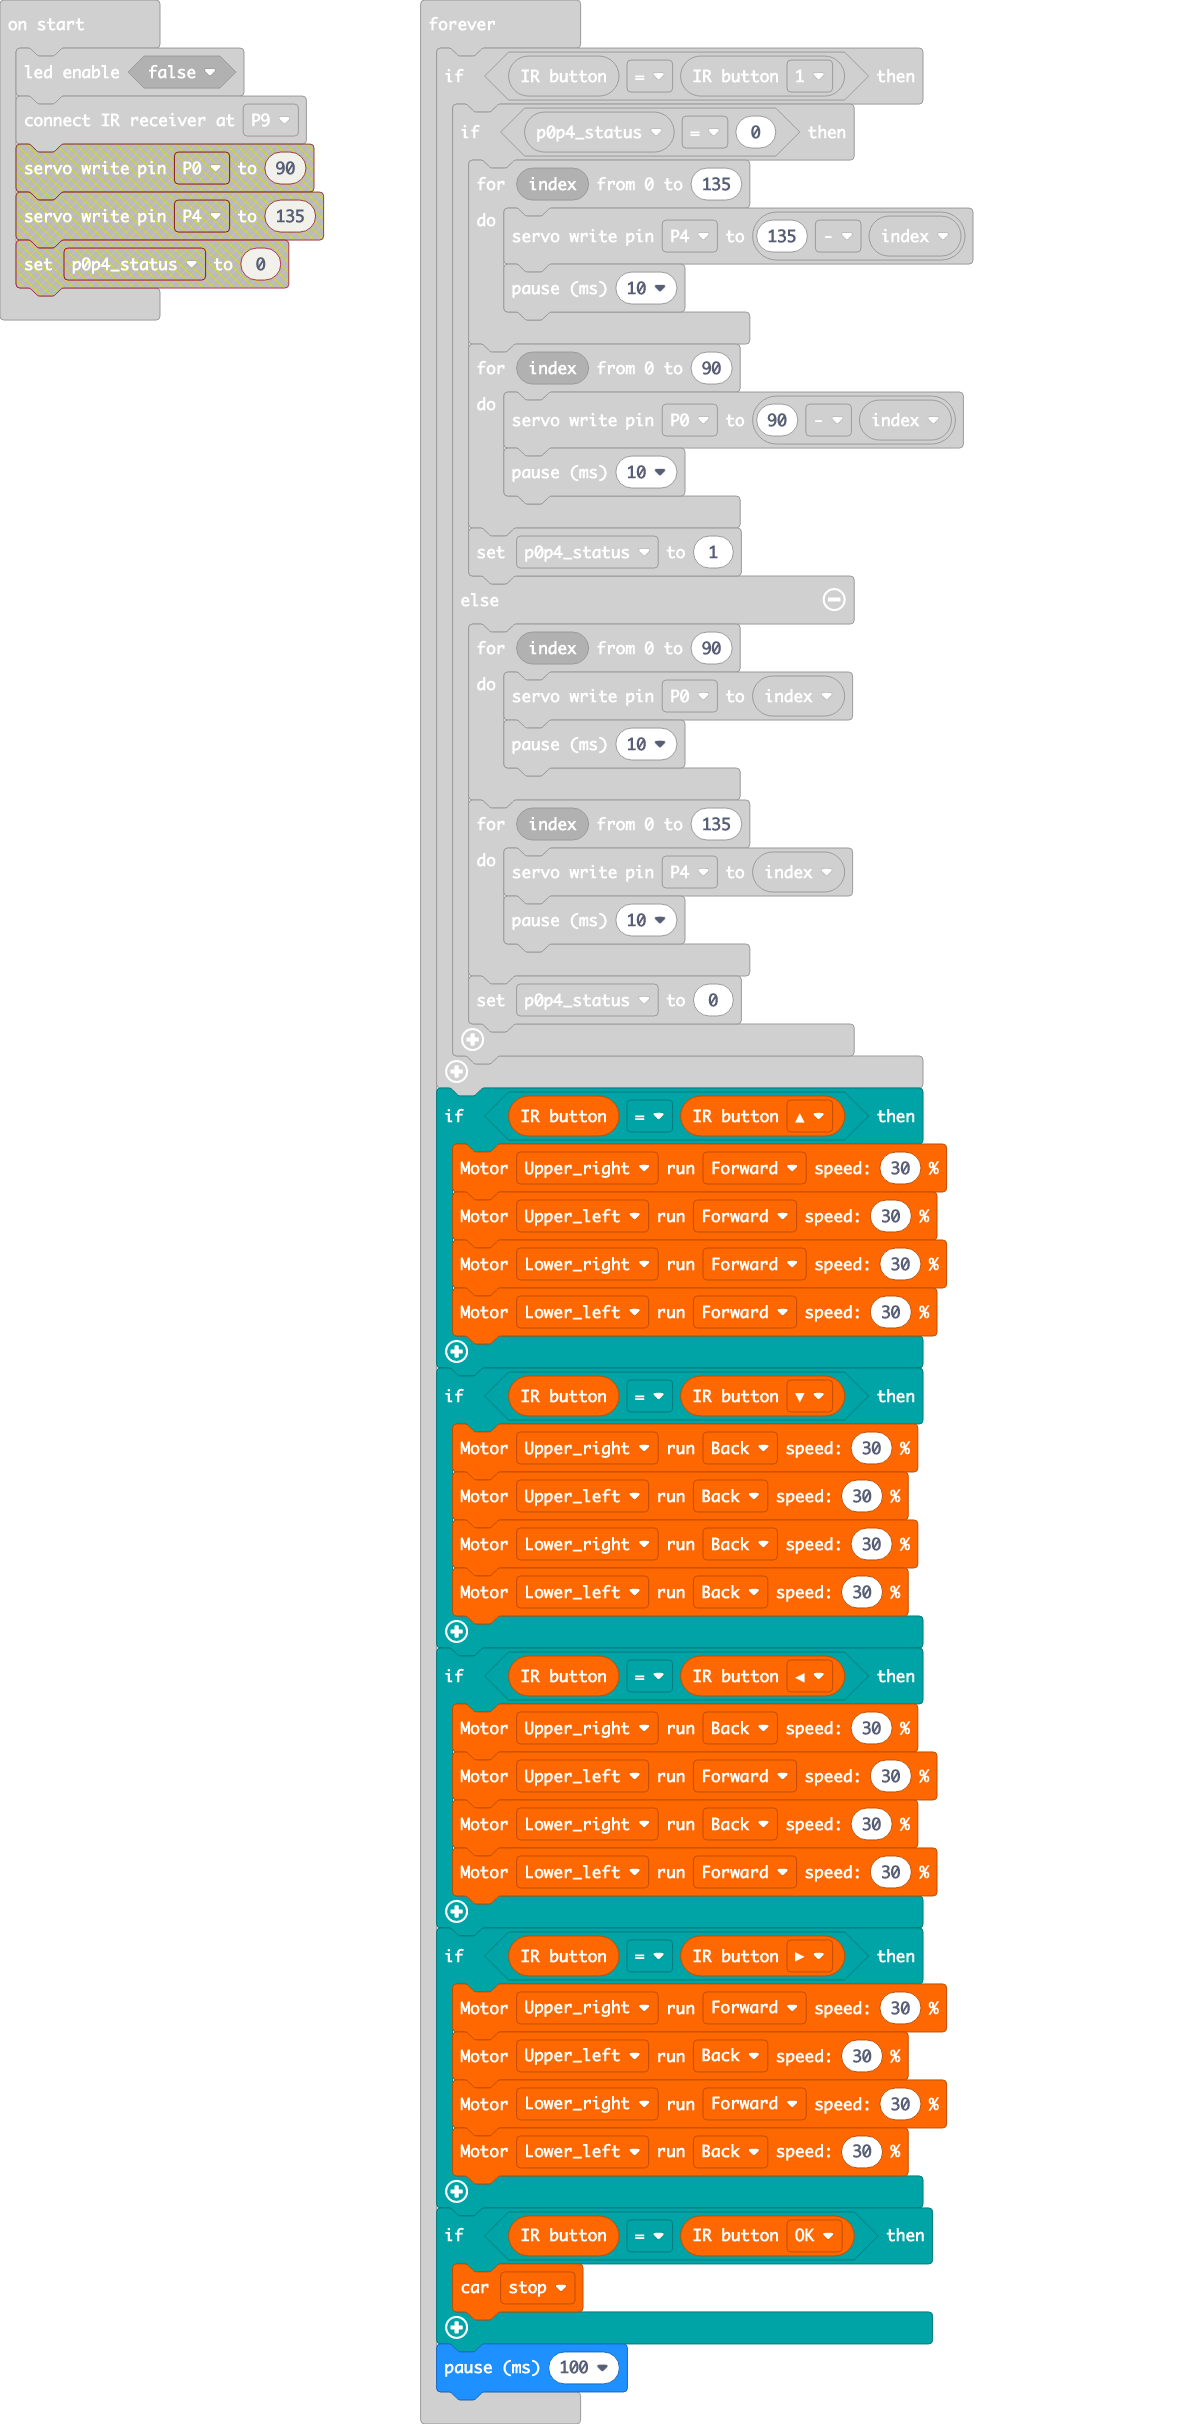 on start
led enable false
connect IR receiver at P9
servo write pin P0 to 90
servo write pin P4 to 135
set p0p4_status to 0
forever
if IR button = IR button 1 then
if p0p4_status = 0 then
for index from 0 to 135
do
servo write pin P4 to 135 - index
pause (ms) 10
for index from 0 to 90
do
servo write pin P0 to 90 - index
pause (ms) 10
set p0p4_status to 1
else
for index from 0 to 90
do
servo write pin P0 to index
pause (ms) 10
for index from 0 to 135
do
servo write pin P4 to index
pause (ms) 10
set p0p4_status to 0
if IR button = IR button ▲ then
Motor Upper_right run Forward speed: 30 %
Motor Upper_left run Forward speed: 30 %
Motor Lower_right run Forward speed: 30 %
Motor Lower_left run Forward speed: 30 %
if IR button = IR button ▼ then
Motor Upper_right run Back speed: 30 %
Motor Upper_left run Back speed: 30 %
Motor Lower_right run Back speed: 30 %
Motor Lower_left run Back speed: 30 %
if IR button = IR button ◀ then
Motor Upper_right run Back speed: 30 %
Motor Upper_left run Forward speed: 30 %
Motor Lower_right run Back speed: 30 %
Motor Lower_left run Forward speed: 30 %
if IR button = IR button ▶ then
Motor Upper_right run Forward speed: 30 %
Motor Upper_left run Back speed: 30 %
Motor Lower_right run Forward speed: 30 %
Motor Lower_left run Back speed: 30 %
if IR button = IR button OK then
car stop
pause (ms) 100